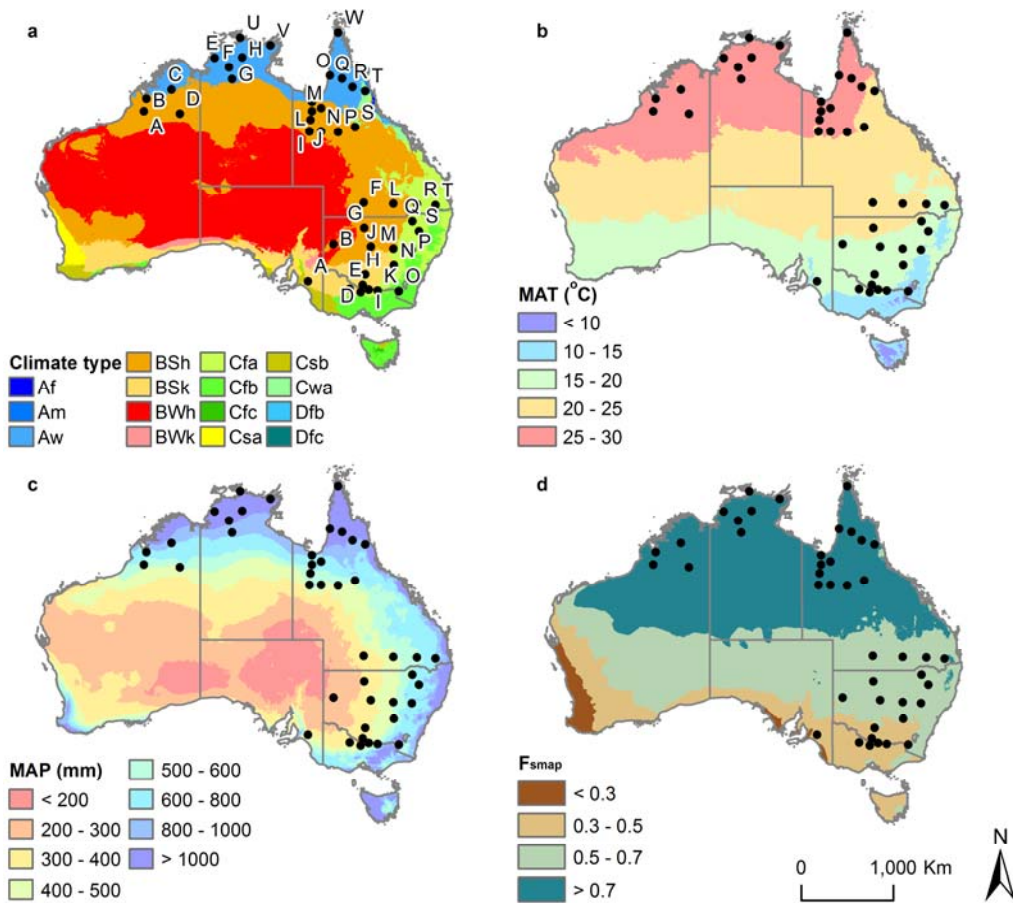 a
U
V
W
E
F
H
G
O
Q
R
T
C
B
D
A
M
L
N
P
S
I
J
F
L
R
T
G
Q
S
B
J
M
P
H
N
A
E
K
O
D
I
Climate type
Af
Am
Aw
BSh
BSk
BWh
BWk
Cfa
Cfb
Cfc
Csa
Csb
Cwa
Dfb
Dfc
b
MAT (°C)
< 10
10 - 15
15 - 20
20 - 25
25 - 30
c
MAP (mm)
< 200
200 - 300
300 - 400
400 - 500
500 - 600
600 - 800
800 - 1000
> 1000
d
Fsmap
< 0.3
0.3 - 0.5
0.5 - 0.7
> 0.7
0 1,000 Km
N